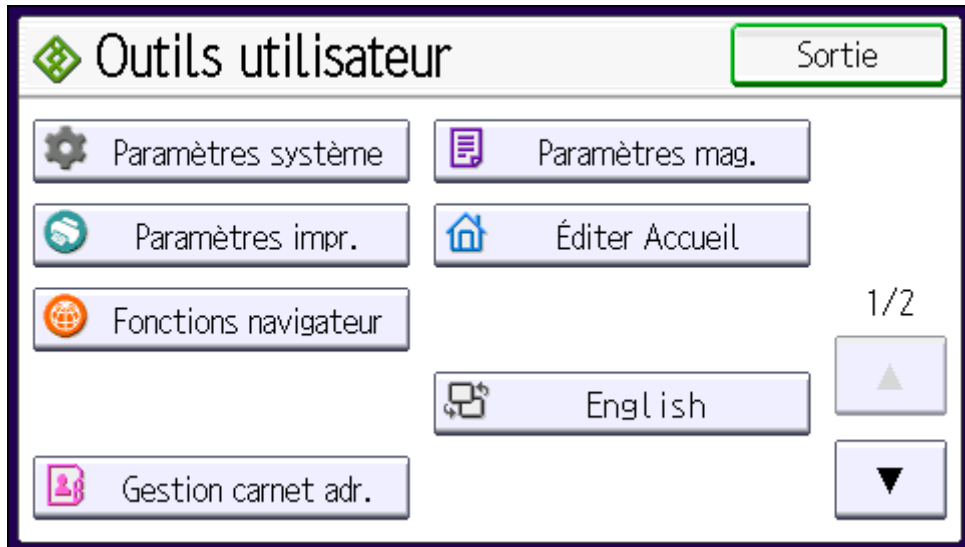 Outils utilisateur
Sortie
Paramètres système
Paramètres mag.
Paramètres impr.
Éditer Accueil
Fonctions navigateur
1/2
English
Gestion carnet adr.